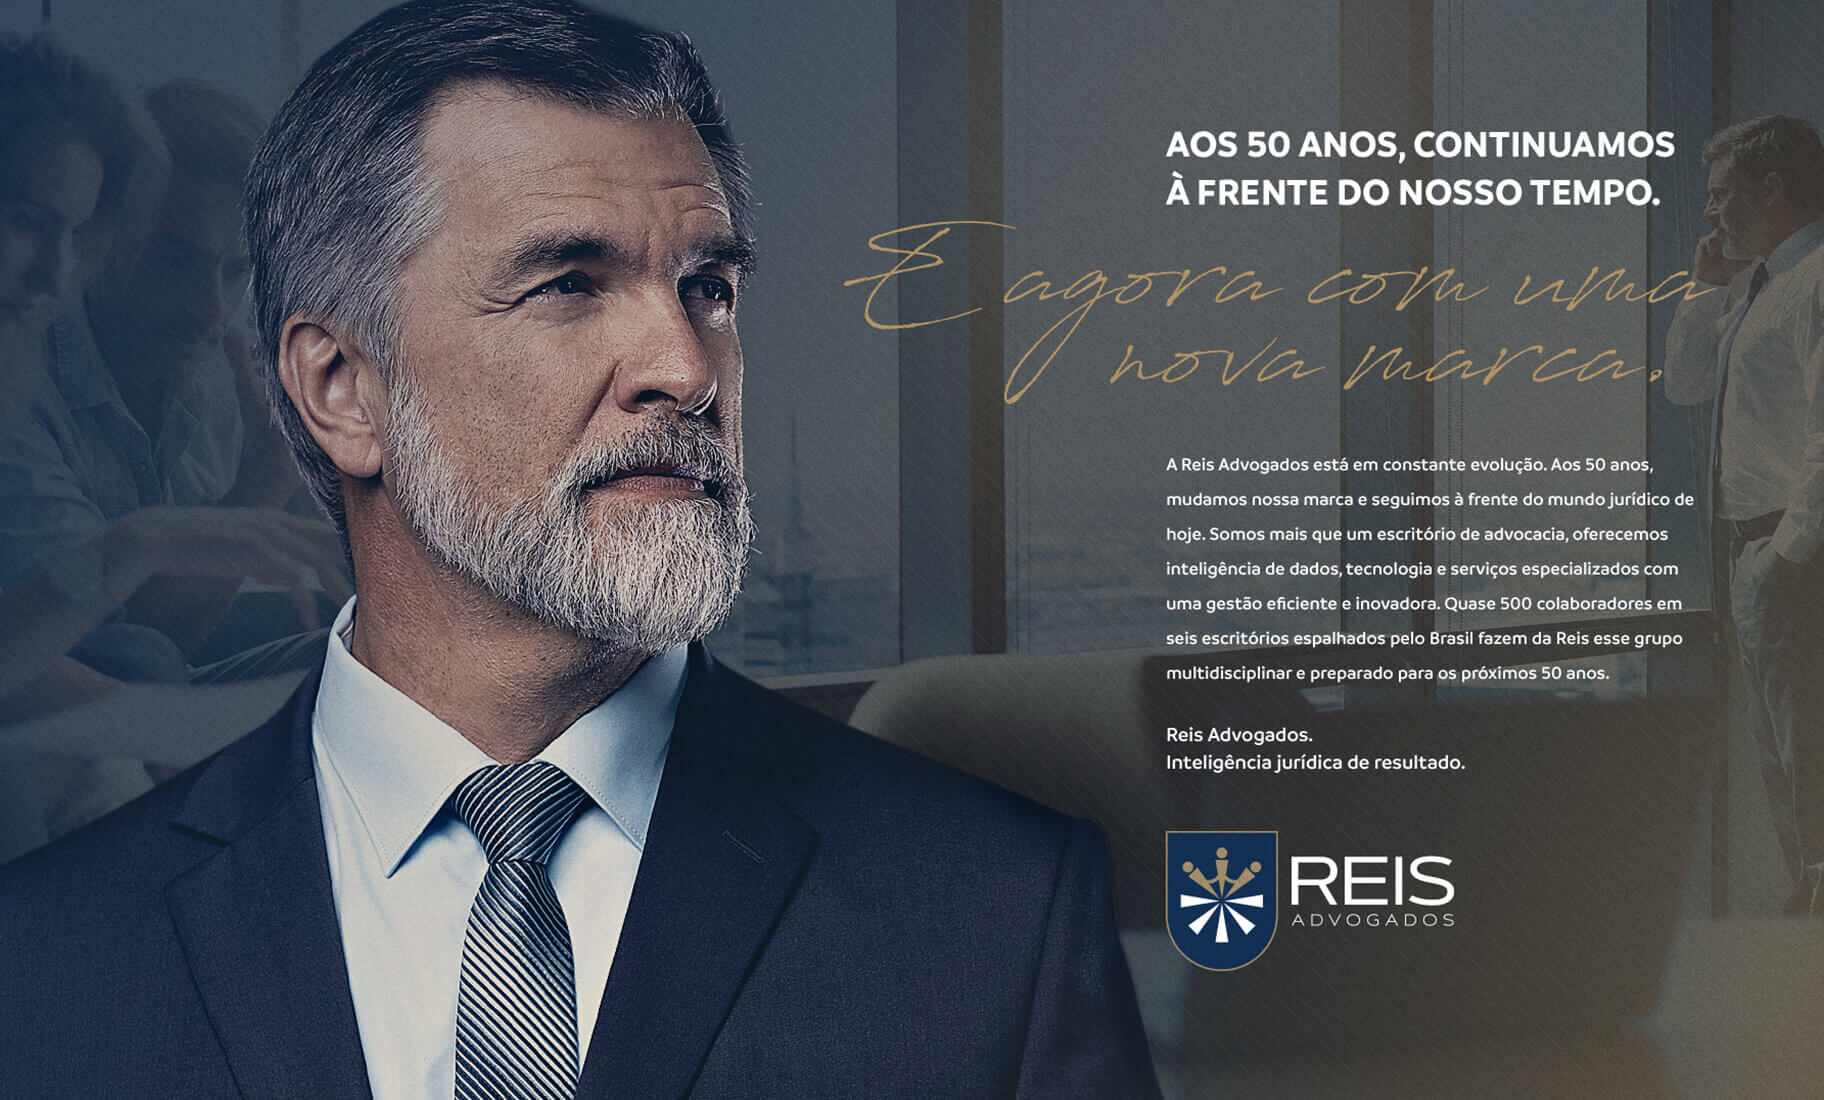 AOS 50 ANOS, CONTINUAMOS
À FRENTE DO NOSSO TEMPO.
E agora com uma
nova marca.
A Reis Advogados está em constante evolução. Aos 50 anos,
mudamos nossa marca e seguimos à frente do mundo jurídico de
hoje. Somos mais que um escritório de advocacia, oferecemos
inteligência de dados, tecnologia e serviços especializados com
uma gestão eficiente e inovadora. Quase 500 colaboradores em
seis escritórios espalhados pelo Brasil fazem da Reis esse grupo
multidisciplinar e preparado para os próximos 50 anos.
Reis Advogados.
Inteligência jurídica de resultado.
REIS
ADVOGADOS